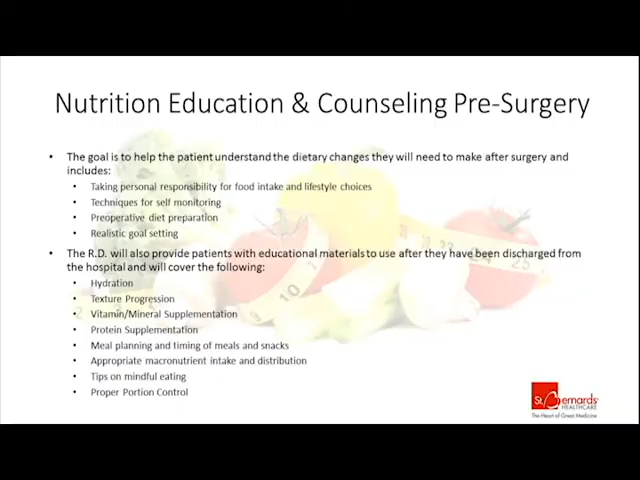 Nutrition Education & Counseling Pre-Surgery
• The goal is to help the patient understand the dietary changes they will need to make after surgery and
includes:
• Taking personal responsibility for food intake and lifestyle choices
• Techniques for self monitoring
• Preoperative diet preparation
• Realistic goal setting
• The R.D. will also provide patients with educational materials to use after they have been discharged from
the hospital and will cover the following:
• Hydration
• Texture Progression
• Vitamin/Mineral Supplementation
• Protein Supplementation
• Meal planning and timing of meals and snacks
• Appropriate macronutrient intake and distribution
• Tips on mindful eating
• Proper Portion Control
St. Bernards
HEALTHCARE
The Heart of Great Medicine
23
25
10
9
2